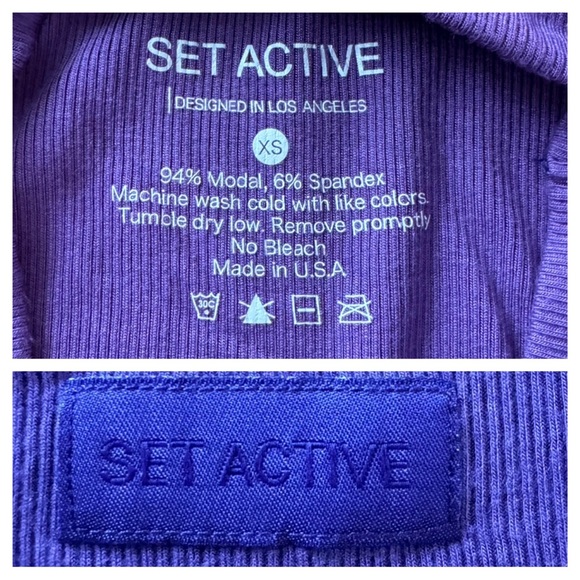 SET ACTIVE
DESIGNED IN LOS ANGELES
XS
94% Modal, 6% Spandex
Machine wash cold with like colors.
Tumble dry low. Remove promptly
No Bleach
Made in U.S.A
30C
SET ACTIVE